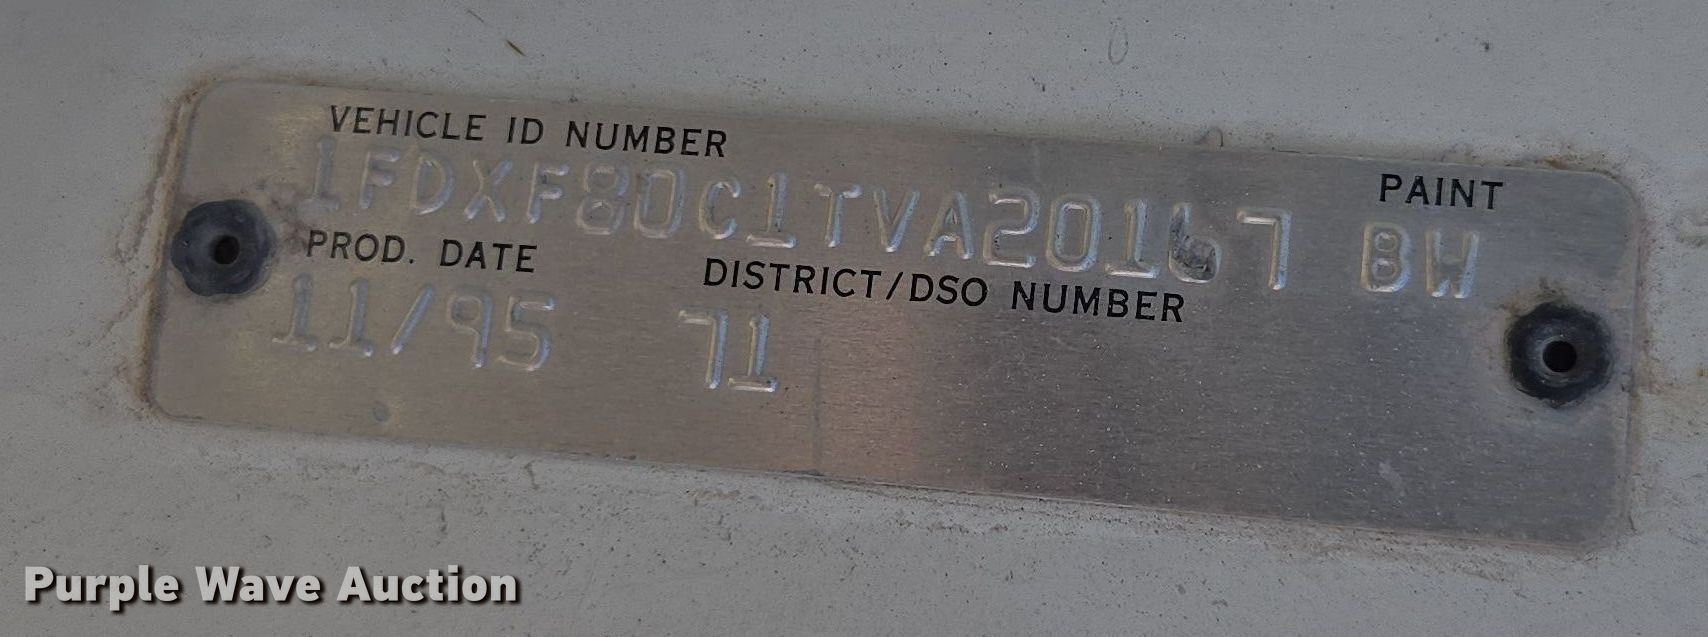 VEHICLE ID NUMBER
PAINT
1FDXF80C1TVA20167 BW
PROD. DATE
DISTRICT/DSO NUMBER
11/95 71
Purple Wave Auction